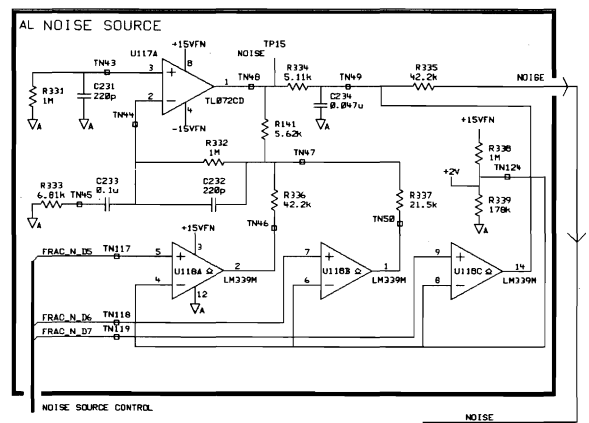 AL NOISE SOURCE
+15VFN
TP15
NOISE
U117A
TN43
3
8
1
TN48
R334
5.11k
TN49
R335
42.2k
NOISE
R331
1M
C231
220p
2
4
TL072CD
C234
0.047u
TN44
-15VFN
R141
5.62k
+15VFN
R332
1M
TN47
R338
1M
TN124
+2V
R333
6.81k
TN45
C233
0.1u
C232
220p
R336
42.2k
R337
21.5k
R339
178k
TN46
TN50
+15VFN
FRAC_N_D5
TN117
5
3
U118A Ω
2
4
12
LM339M
7
U118B Ω
1
6
LM339M
9
U118C Ω
14
8
LM339M
A
A
A
A
A
FRAC_N_D6
TN118
FRAC_N_D7
TN119
NOISE SOURCE CONTROL
NOISE